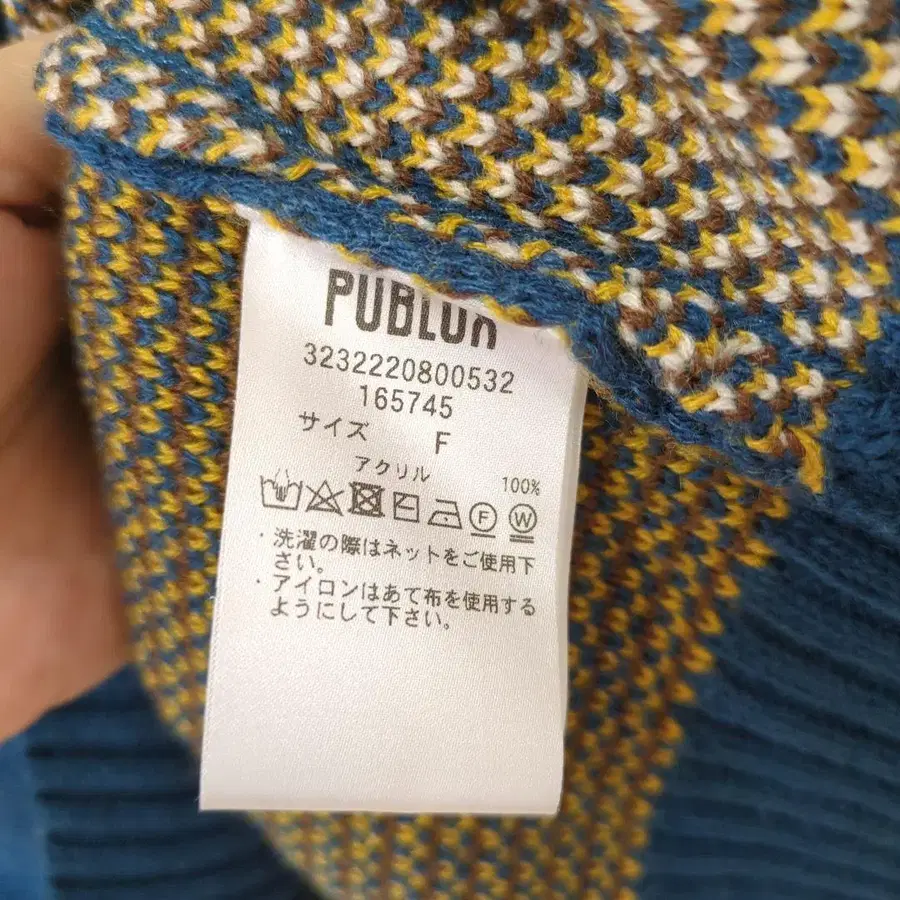 PUBLUX
3232220800532
165745
サイズ F
アクリル
100%
F W
・洗濯の際はネットをご使用下
さい。
・アイロンはあて布を使用する
ようにして下さい。